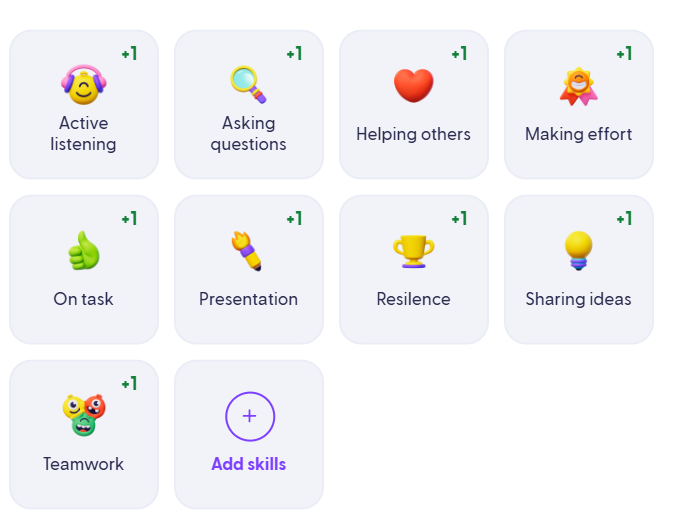 +1
Active
listening
+1
Asking
questions
+1
Helping others
+1
Making effort
+1
On task
+1
Presentation
+1
Resilence
+1
Sharing ideas
+1
Teamwork
+
Add skills